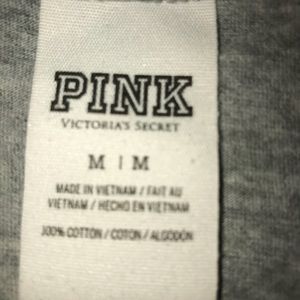 PINK
VICTORIA'S SECRET
M | M
MADE IN VIETNAM / FAIT AU
VIETNAM / HECHO EN VIETNAM
100% COTTON / COTON / ALGODÓN